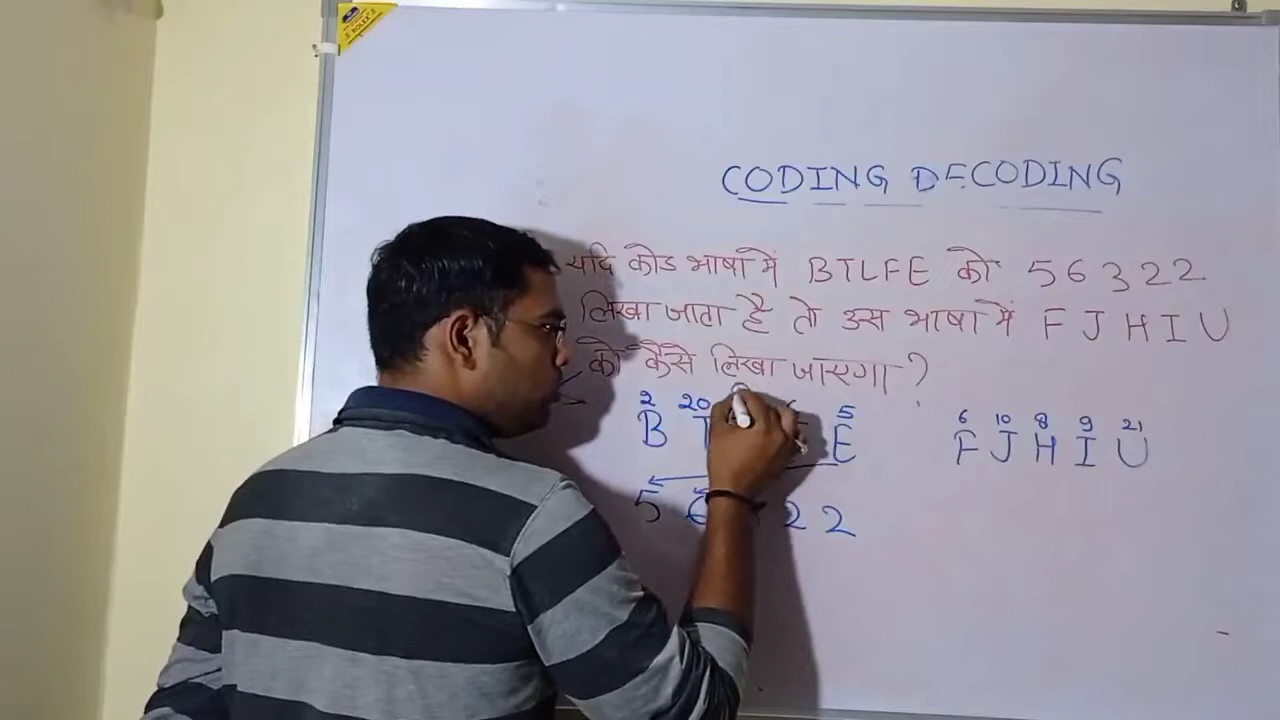 CODING DECODING
यदि कोड भाषा में BTLFE को 56322
लिखा जाता है तो उस भाषा में FJHIU
को कैसे लिखा जाएगा ?
2 20 5 6 10 8 9 21
B T E F J H I U
5 6 2 2